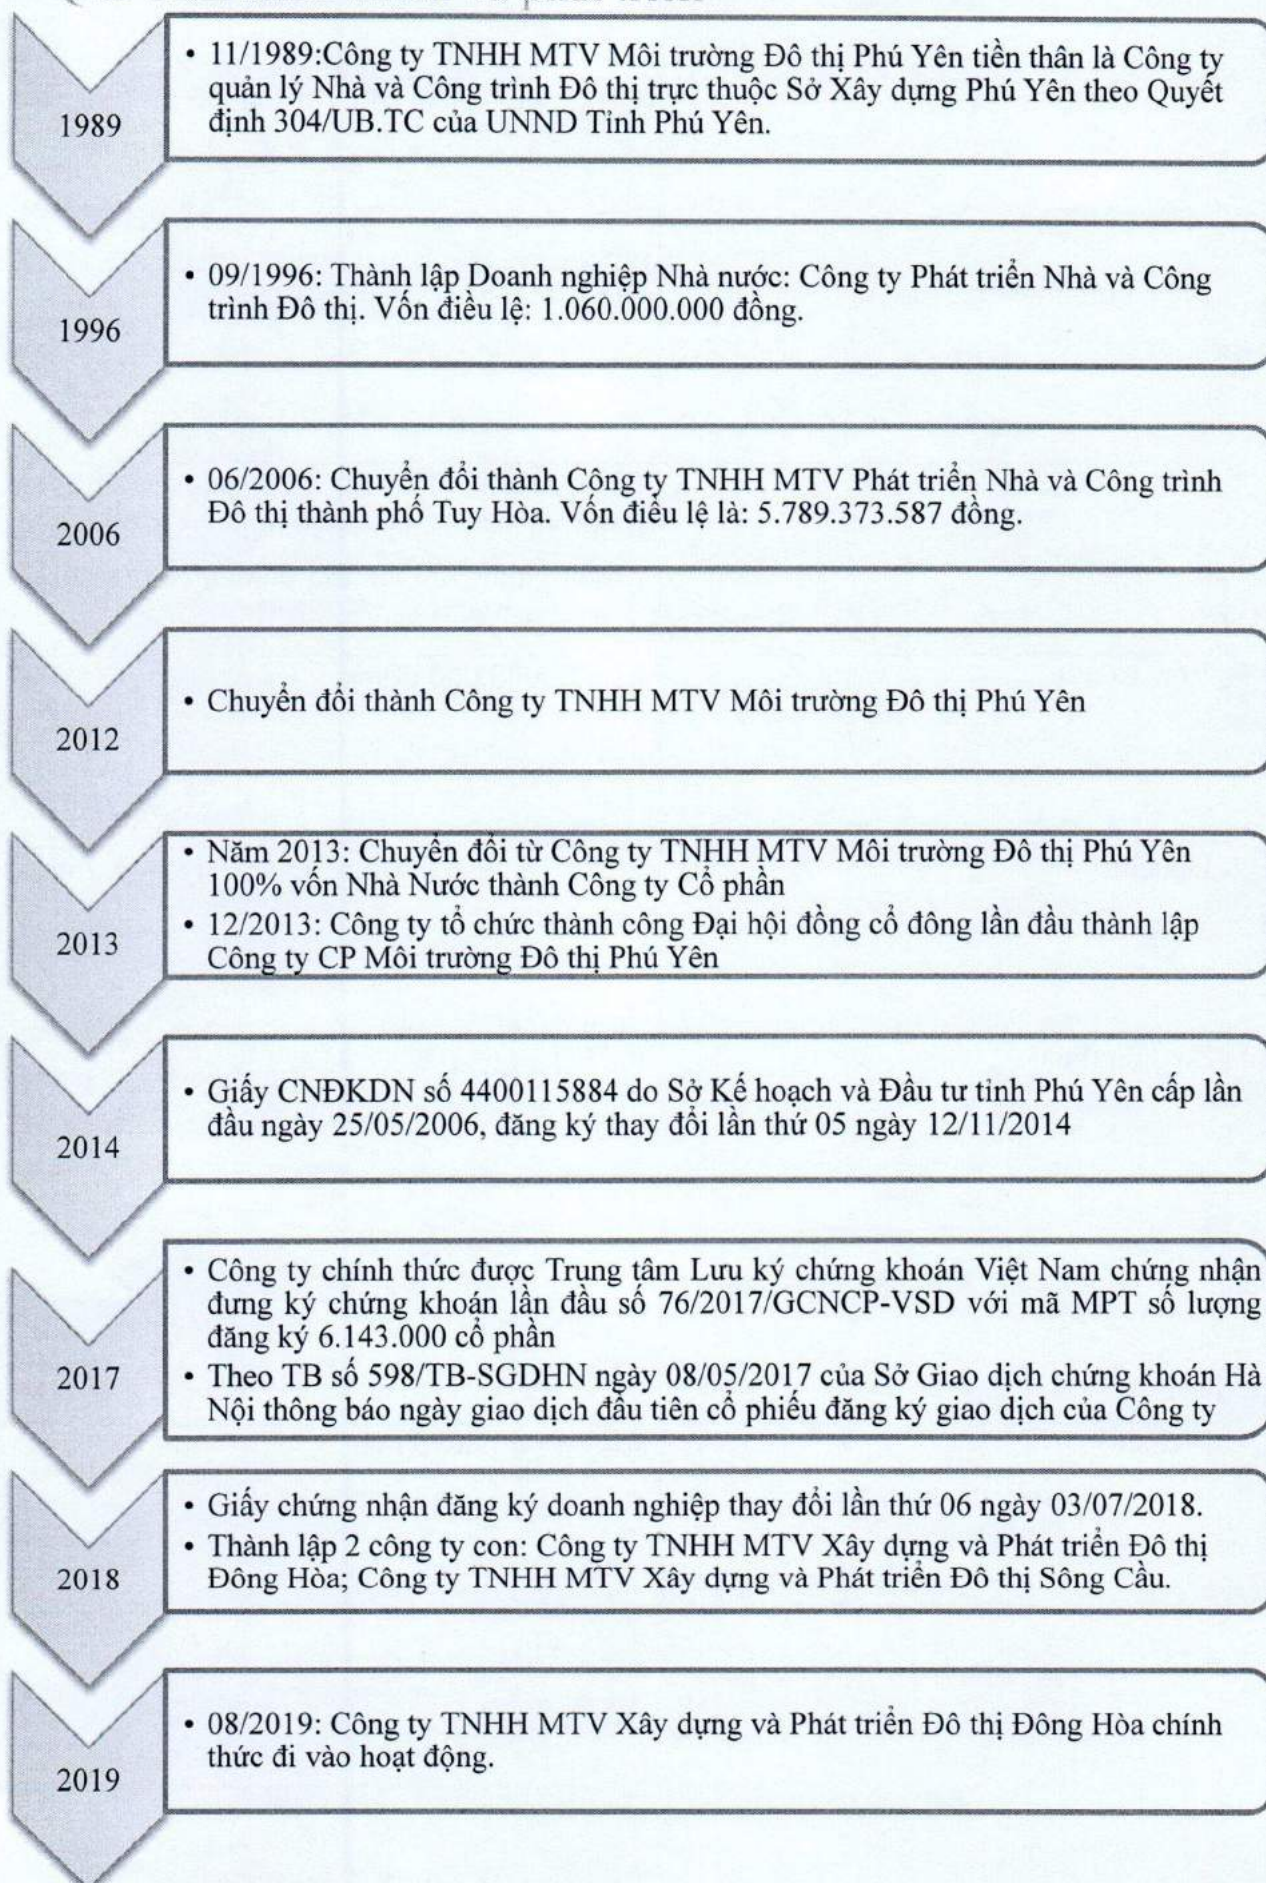 1989
• 11/1989:Công ty TNHH MTV Môi trường Đô thị Phú Yên tiền thân là Công ty
quản lý Nhà và Công trình Đô thị trực thuộc Sở Xây dựng Phú Yên theo Quyết
định 304/UB.TC của UNND Tỉnh Phú Yên.
1996
• 09/1996: Thành lập Doanh nghiệp Nhà nước: Công ty Phát triển Nhà và Công
trình Đô thị. Vốn điều lệ: 1.060.000.000 đồng.
2006
• 06/2006: Chuyển đổi thành Công ty TNHH MTV Phát triển Nhà và Công trình
Đô thị thành phố Tuy Hòa. Vốn điều lệ là: 5.789.373.587 đồng.
2012
• Chuyển đổi thành Công ty TNHH MTV Môi trường Đô thị Phú Yên
2013
• Năm 2013: Chuyển đổi từ Công ty TNHH MTV Môi trường Đô thị Phú Yên
100% vốn Nhà Nước thành Công ty Cổ phần
• 12/2013: Công ty tổ chức thành công Đại hội đồng cổ đông lần đầu thành lập
Công ty CP Môi trường Đô thị Phú Yên
2014
• Giấy CNĐKDN số 4400115884 do Sở Kế hoạch và Đầu tư tỉnh Phú Yên cấp lần
đầu ngày 25/05/2006, đăng ký thay đổi lần thứ 05 ngày 12/11/2014
2017
• Công ty chính thức được Trung tâm Lưu ký chứng khoán Việt Nam chứng nhận
đưng ký chứng khoán lần đầu số 76/2017/GCNCP-VSD với mã MPT số lượng
đăng ký 6.143.000 cổ phần
• Theo TB số 598/TB-SGDHN ngày 08/05/2017 của Sở Giao dịch chứng khoán Hà
Nội thông báo ngày giao dịch đầu tiên cổ phiếu đăng ký giao dịch của Công ty
2018
• Giấy chứng nhận đăng ký doanh nghiệp thay đổi lần thứ 06 ngày 03/07/2018.
• Thành lập 2 công ty con: Công ty TNHH MTV Xây dựng và Phát triển Đô thị
Đông Hòa; Công ty TNHH MTV Xây dựng và Phát triển Đô thị Sông Cầu.
2019
• 08/2019: Công ty TNHH MTV Xây dựng và Phát triển Đô thị Đông Hòa chính
thức đi vào hoạt động.